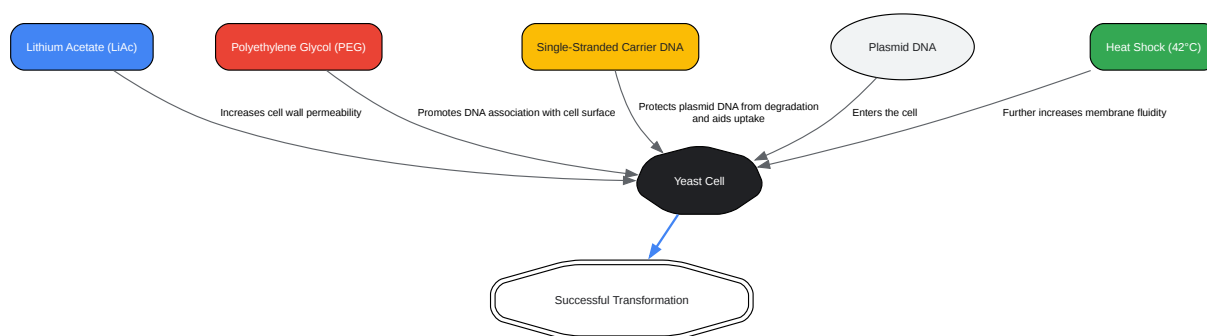 Lithium Acetate (LiAc)
Polyethylene Glycol (PEG)
Single-Stranded Carrier DNA
Plasmid DNA
Heat Shock (42°C)
Increases cell wall permeability
Promotes DNA association with cell surface
Protects plasmid DNA from degradation
and aids uptake
Enters the cell
Further increases membrane fluidity
Yeast Cell
Successful Transformation